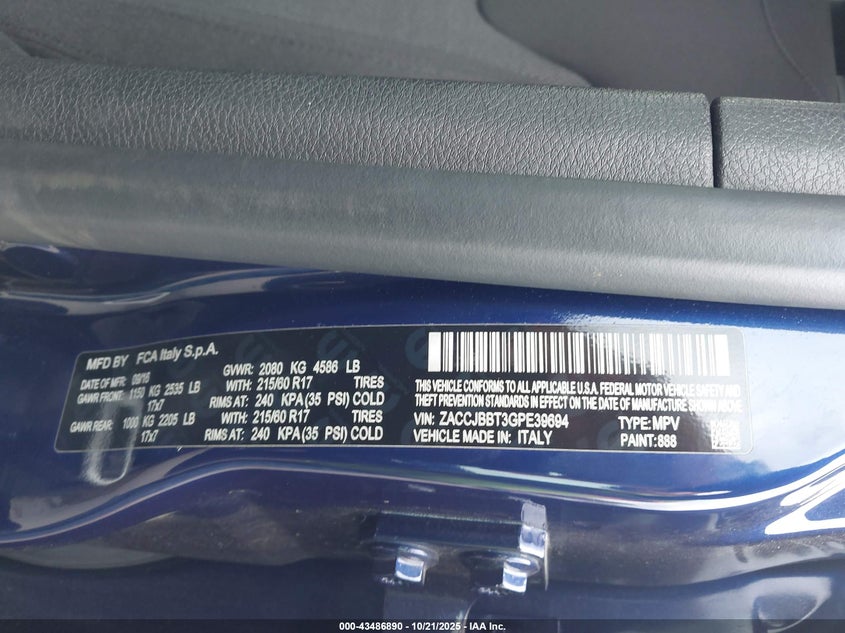 MFD BY FCA Italy S.p.A.
DATE OF MFR: 09/16
GVWR: 2080 KG 4586 LB
GAWR FRONT: 1150 KG 2535 LB
17x7
WITH: 215/60 R17 TIRES
RIMS AT: 240 KPA(35 PSI) COLD
GAWR REAR: 1000 KG 2205 LB
17x7
WITH: 215/60 R17 TIRES
RIMS AT: 240 KPA(35 PSI) COLD
THIS VEHICLE CONFORMS TO ALL APPLICABLE U.S.A. FEDERAL MOTOR VEHICLE SAFETY AND
THEFT PREVENTION STANDARDS IN EFFECT ON THE DATE OF MANUFACTURE SHOWN ABOVE.
VIN: ZACCJBBT3GPE39694 TYPE:MPV
VEHICLE MADE IN: ITALY PAINT:888
000-43486890 - 10/21/2025 - IAA Inc.